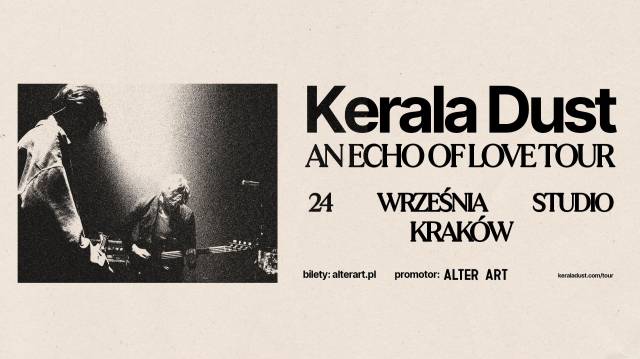 Kerala Dust
AN ECHO OF LOVE TOUR
24 WRZEŚNIA STUDIO
KRAKÓW
bilety: alterart.pl promotor: ALTER ART keraladust.com/tour